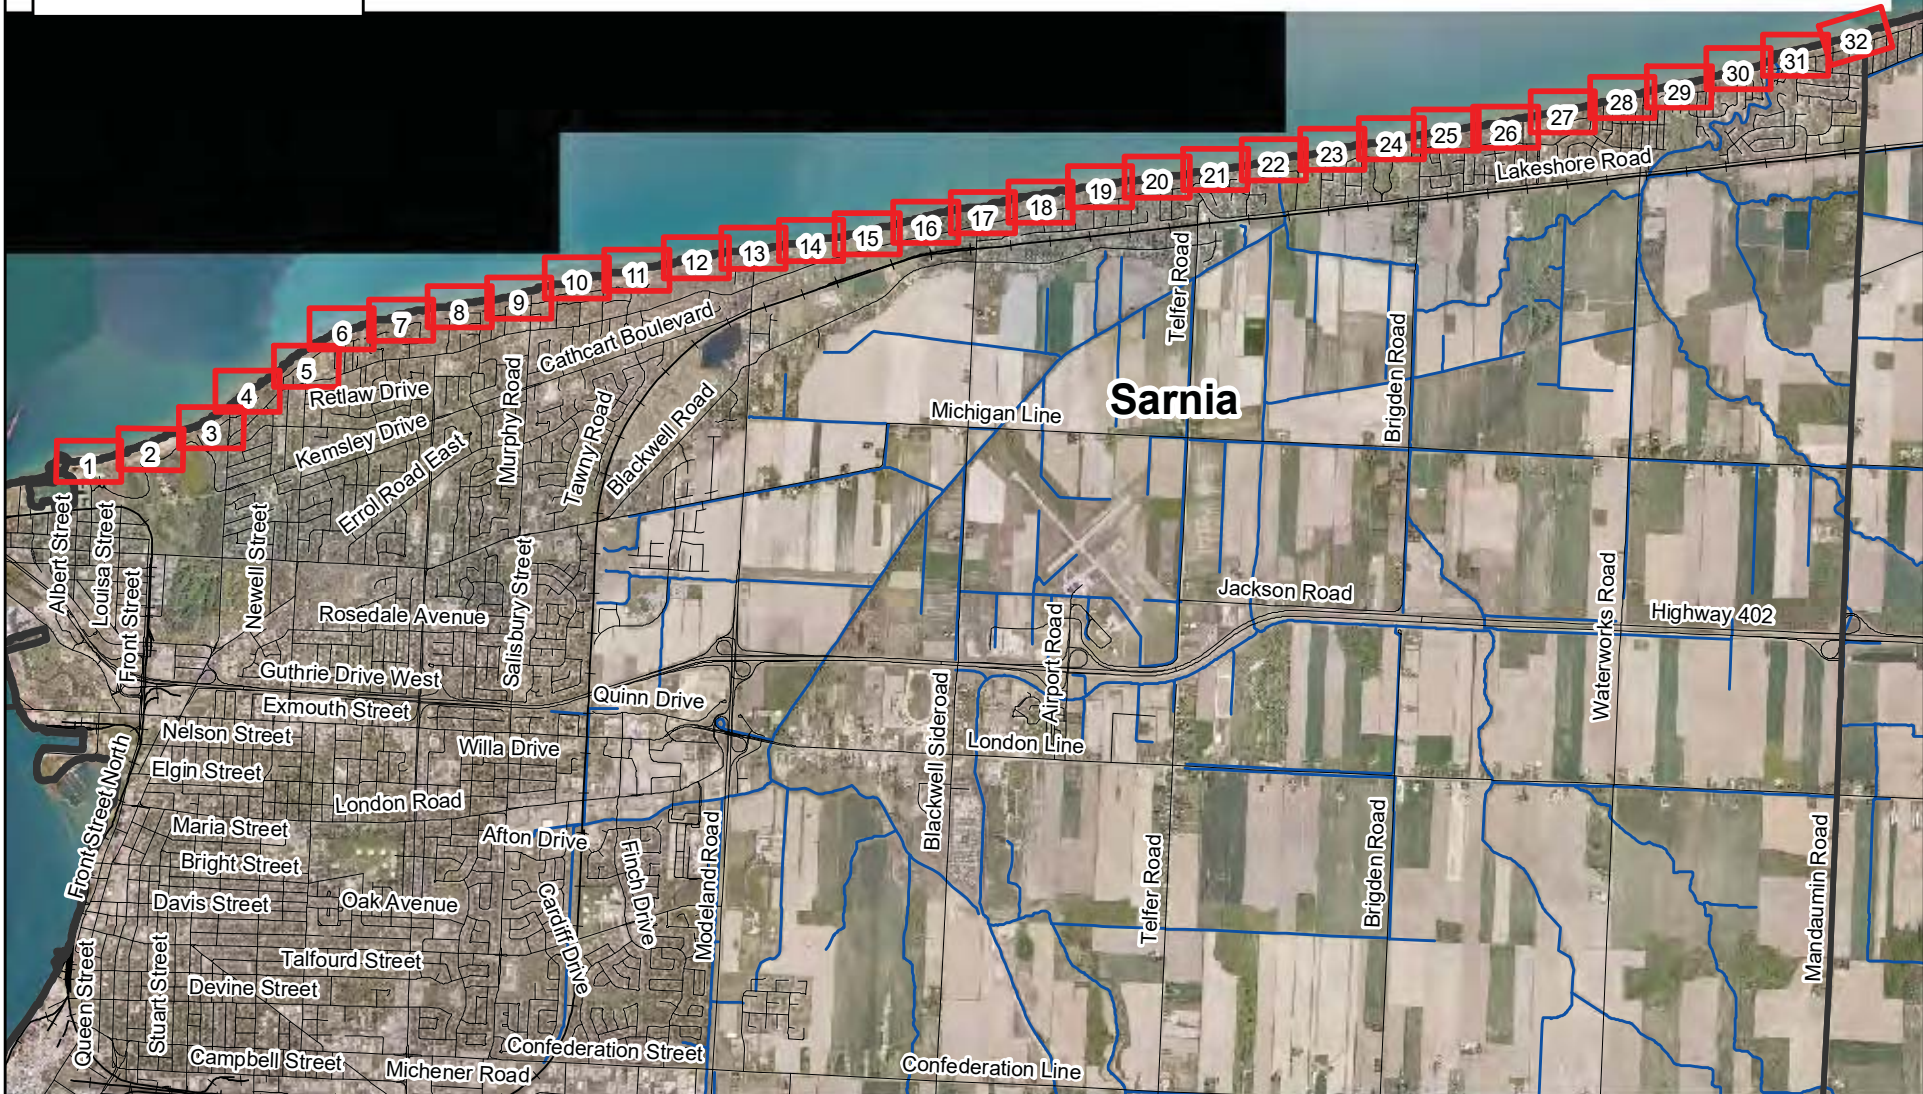 32
31
30
29
28
27
26
25
24
23
22
21
20
19
18
17
16
15
14
13
12
11
10
9
8
7
6
5
4
3
2
1
Lakeshore Road
Cathcart Boulevard
Retlaw Drive
Kemsley Drive
Errol Road East
Murphy Road
Tawny Road
Blackwell Road
Telfer Road
Brigden Road
Sarnia
Michigan Line
Albert Street
Louisa Street
Front Street
Newell Street
Salisbury Street
Rosedale Avenue
Jackson Road
Highway 402
Waterworks Road
Airport Road
Guthrie Drive West
Exmouth Street
Quinn Drive
Blackwell Sideroad
Nelson Street
Willa Drive
London Line
Elgin Street
Front Street North
London Road
Maria Street
Afton Drive
Bright Street
Finch Drive
Modeland Road
Telfer Road
Brigden Road
Mandaumin Road
Davis Street
Oak Avenue
Cardiff Drive
Queen Street
Stuart Street
Talfourd Street
Devine Street
Campbell Street
Michener Road
Confederation Street
Confederation Line